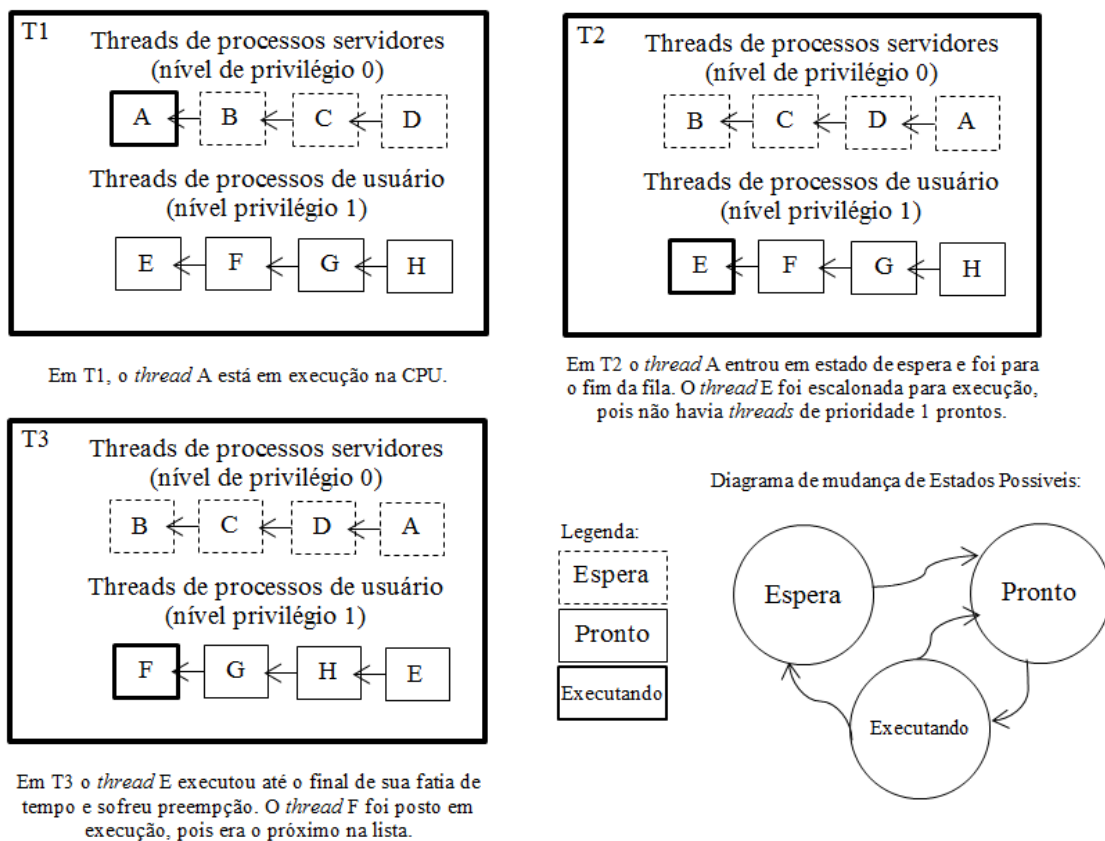 T1
Threads de processos servidores
(nível de privilégio 0)
A B C D
Threads de processos de usuário
(nível privilégio 1)
E F G H
Em T1, o thread A está em execução na CPU.
T2
Threads de processos servidores
(nível de privilégio 0)
B C D A
Threads de processos de usuário
(nível privilégio 1)
E F G H
Em T2 o thread A entrou em estado de espera e foi para
o fim da fila. O thread E foi escalonada para execução,
pois não havia threads de prioridade 1 prontos.
T3
Threads de processos servidores
(nível de privilégio 0)
B C D A
Threads de processos de usuário
(nível privilégio 1)
F G H E
Em T3 o thread E executou até o final de sua fatia de
tempo e sofreu preempção. O thread F foi posto em
execução, pois era o próximo na lista.
Diagrama de mudança de Estados Possíveis:
Legenda:
Espera
Pronto
Executando
Espera
Pronto
Executando